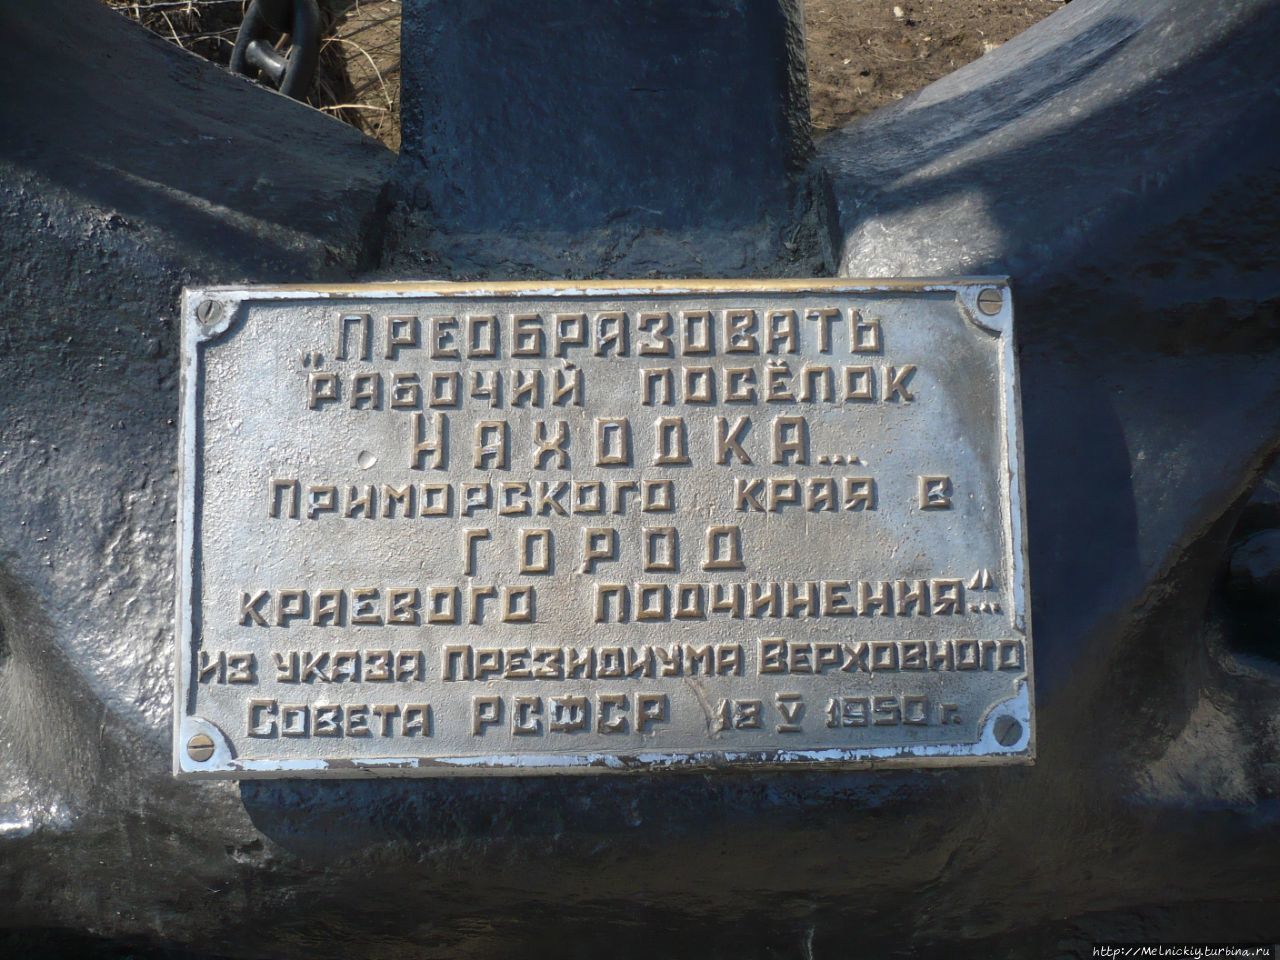 „ПРЕОБРАЗОВАТЬ
РАБОЧИЙ ПОСЁЛОК
НАХОДКА...
ПРИМОРСКОГО КРАЯ В
ГОРОД
КРАЕВОГО ПОДЧИНЕНИЯ“...
ИЗ УКАЗА ПРЕЗИДИУМА ВЕРХОВНОГО
СОВЕТА РСФСР 18 V 1950 г.
http://Melnickiy.turbina.ru